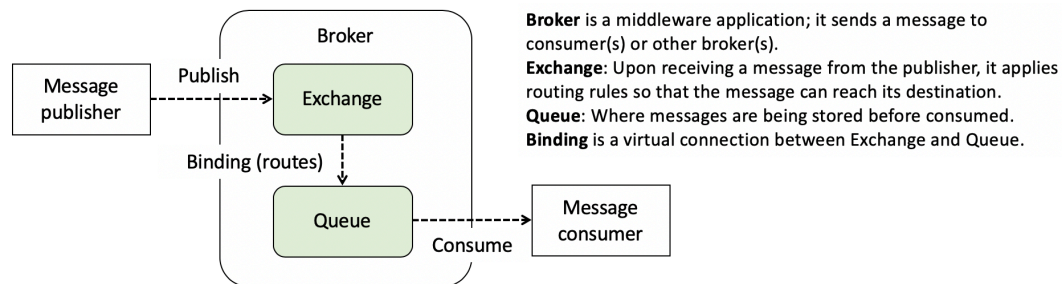 Broker
Publish
Message
publisher
Exchange
Binding (routes)
Queue
Consume
Message
consumer
Broker is a middleware application; it sends a message to
consumer(s) or other broker(s).
Exchange: Upon receiving a message from the publisher, it applies
routing rules so that the message can reach its destination.
Queue: Where messages are being stored before consumed.
Binding is a virtual connection between Exchange and Queue.